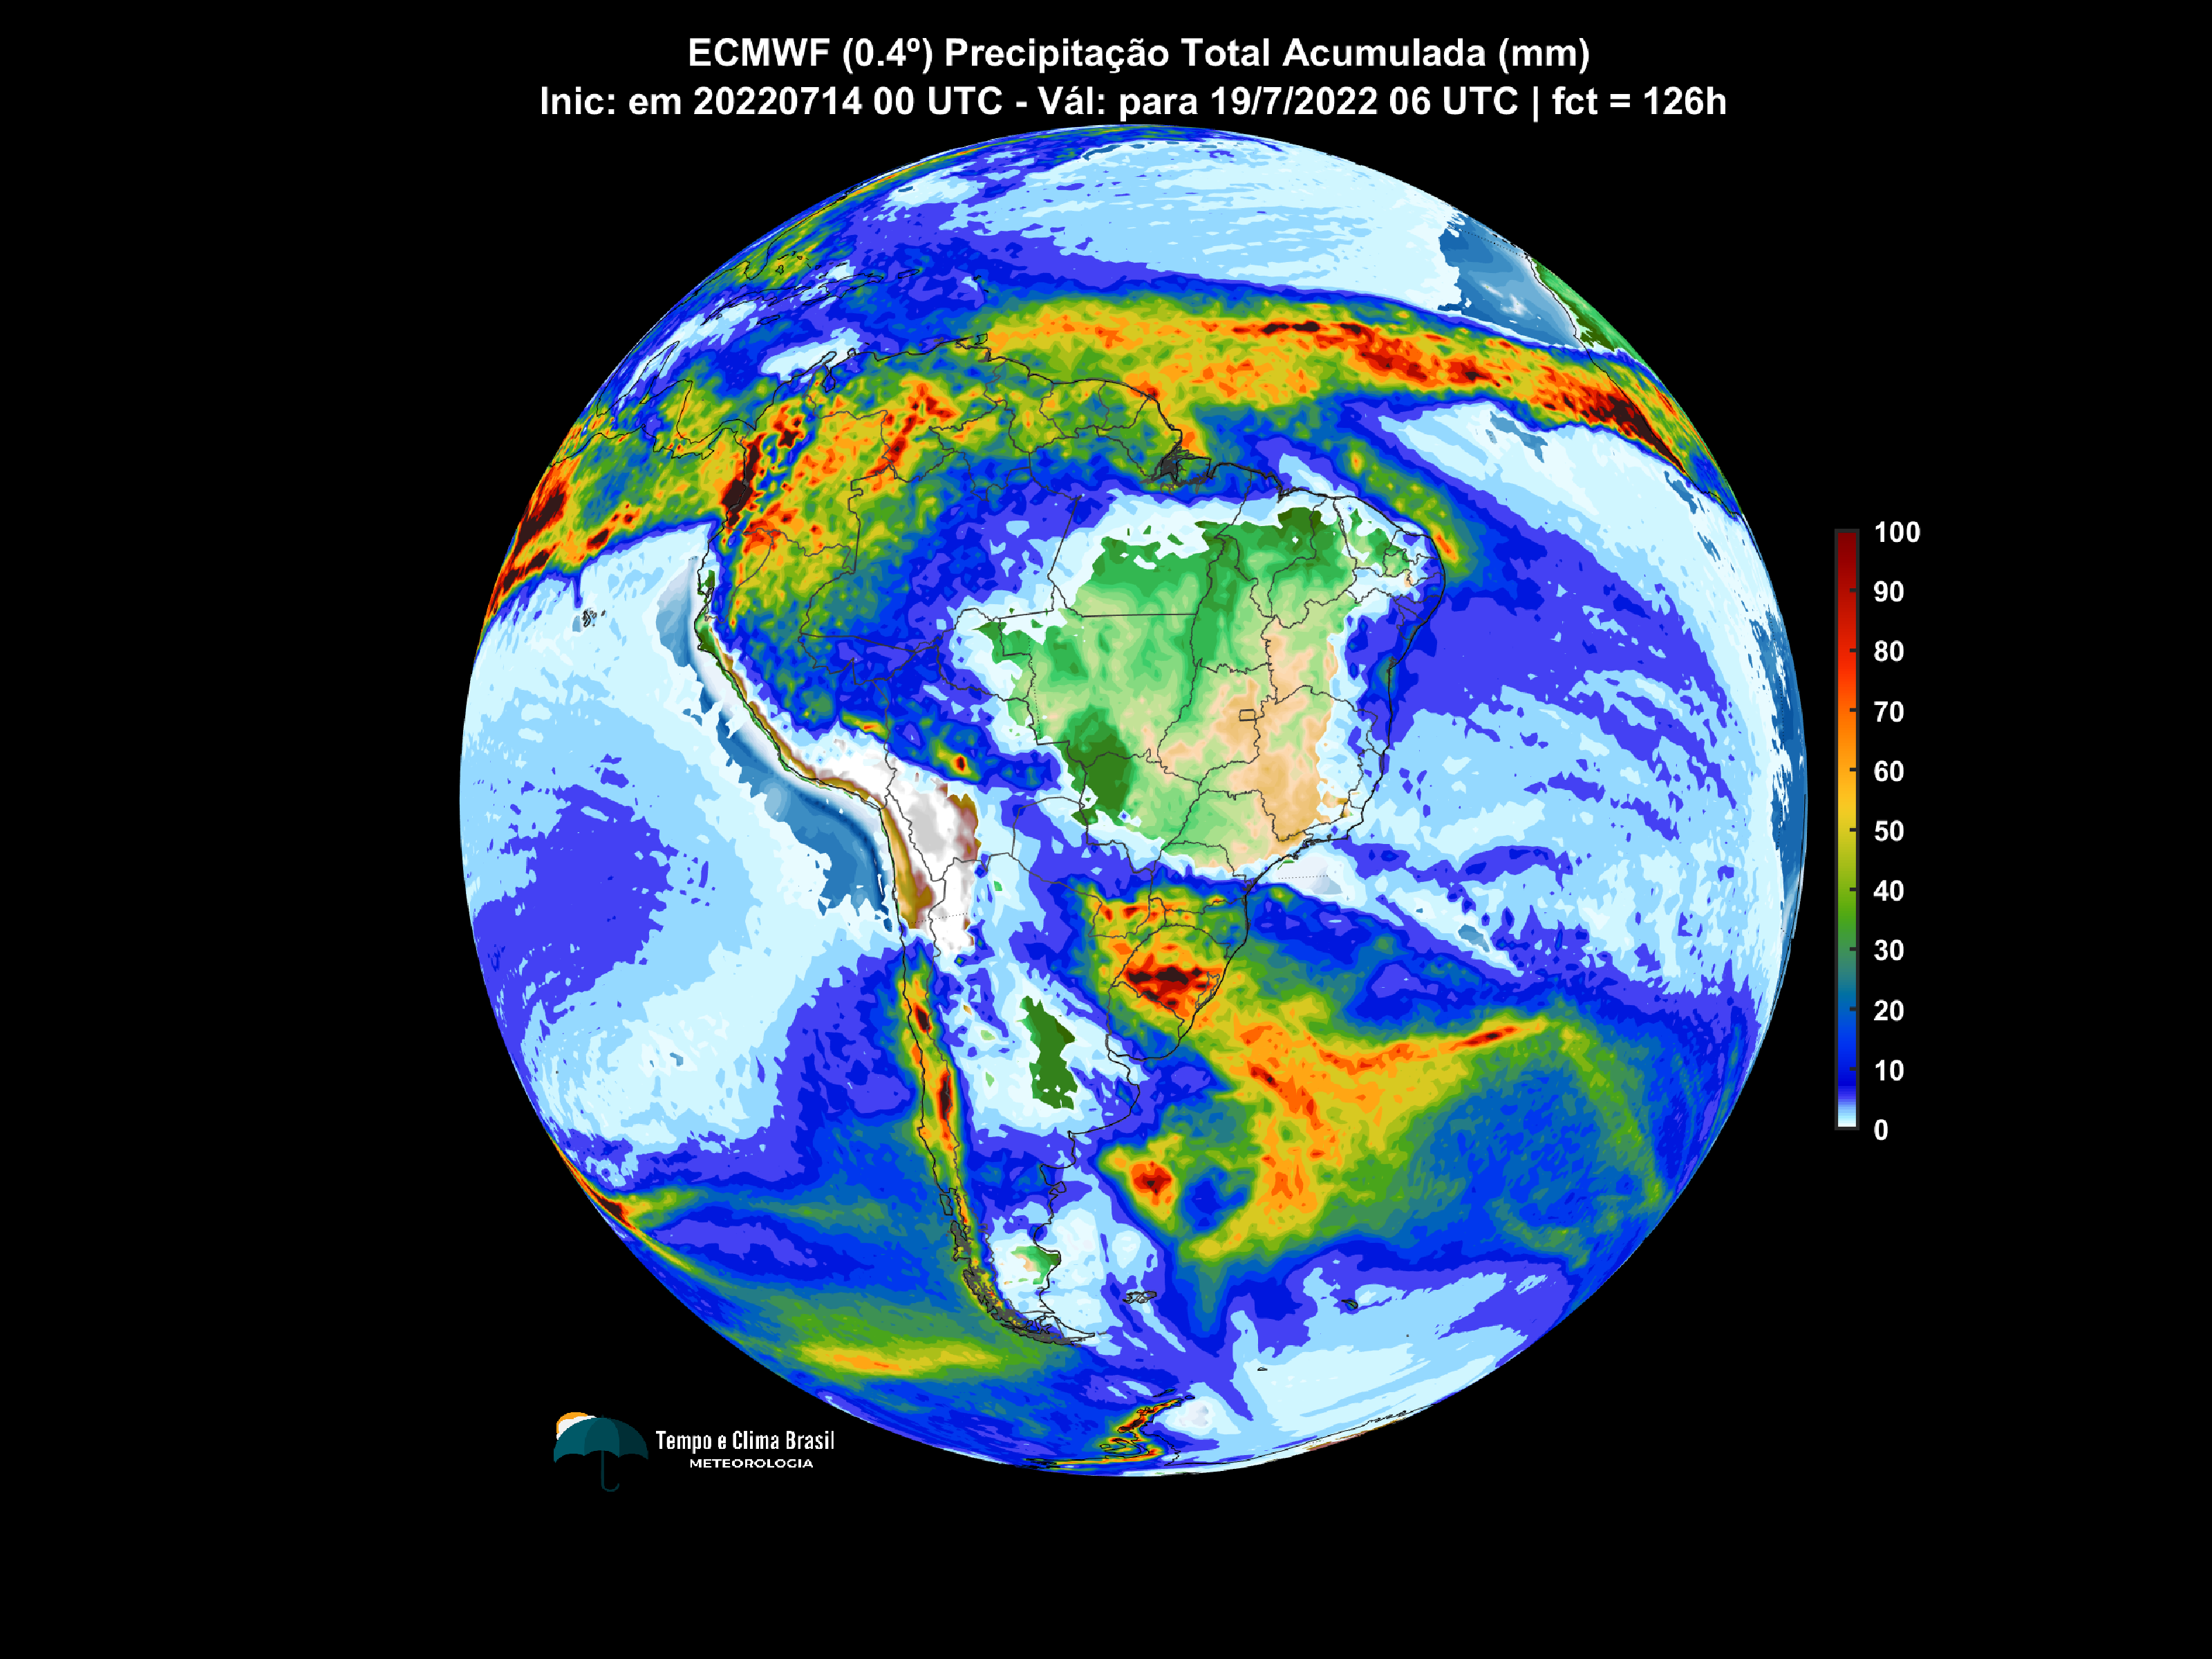 ECMWF (0.4º) Precipitação Total Acumulada (mm)
Inic: em 20220714 00 UTC - Vál: para 19/7/2022 06 UTC | fct = 126h
100
90
80
70
60
50
40
30
20
10
0
Tempo e Clima Brasil
METEOROLOGIA